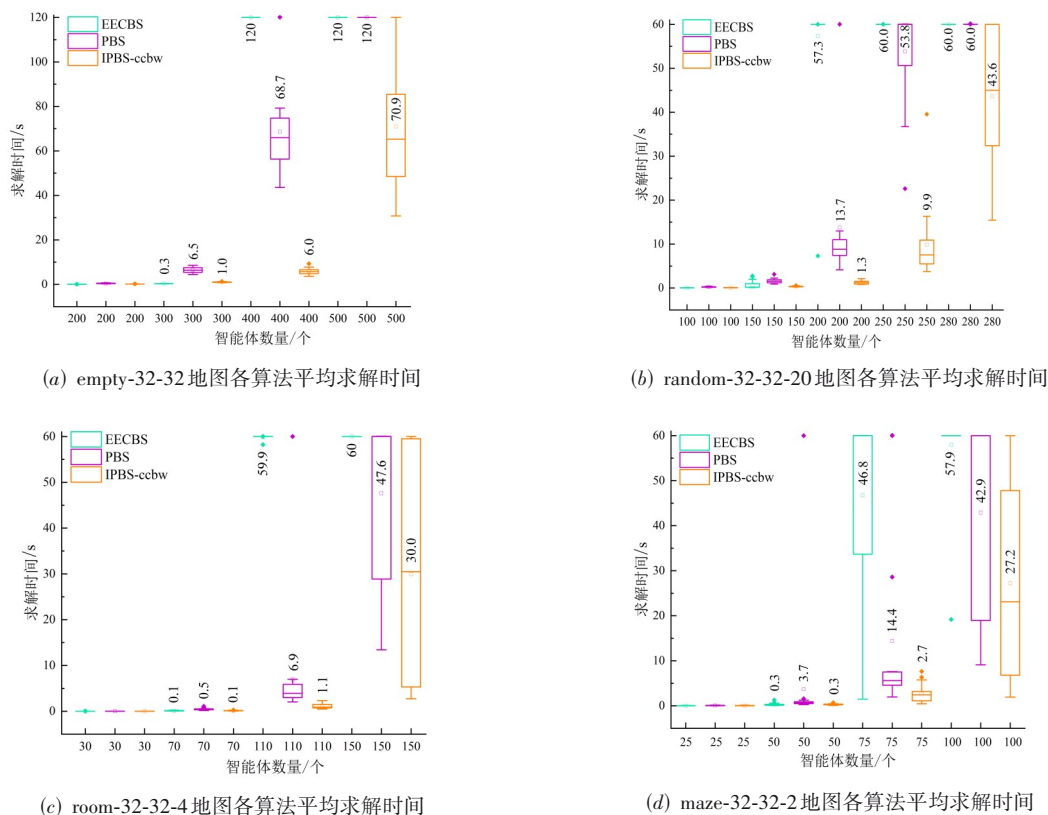 EECBS
PBS
IPBS-ccbw
求解时间/s
120
100
80
60
40
20
0
0.3
6.5
1.0
120
68.7
6.0
120
120
70.9
200 200 200 300 300 300 400 400 400 500 500 500
智能体数量/个
(a) empty-32-32地图各算法平均求解时间
EECBS
PBS
IPBS-ccbw
求解时间/s
60
50
40
30
20
10
0
57.3
13.7
1.3
60.0
53.8
9.9
60.0
60.0
43.6
100 100 100 150 150 150 200 200 200 250 250 250 280 280 280
智能体数量/个
(b) random-32-32-20地图各算法平均求解时间
EECBS
PBS
IPBS-ccbw
求解时间/s
60
50
40
30
20
10
0
0.1
0.5
0.1
59.9
6.9
1.1
60
47.6
30.0
30 30 30 70 70 70 110 110 110 150 150 150
智能体数量/个
(c) room-32-32-4地图各算法平均求解时间
EECBS
PBS
IPBS-ccbw
求解时间/s
60
50
40
30
20
10
0
0.3
3.7
0.3
46.8
14.4
2.7
57.9
42.9
27.2
25 25 25 50 50 50 75 75 75 100 100 100
智能体数量/个
(d) maze-32-32-2地图各算法平均求解时间